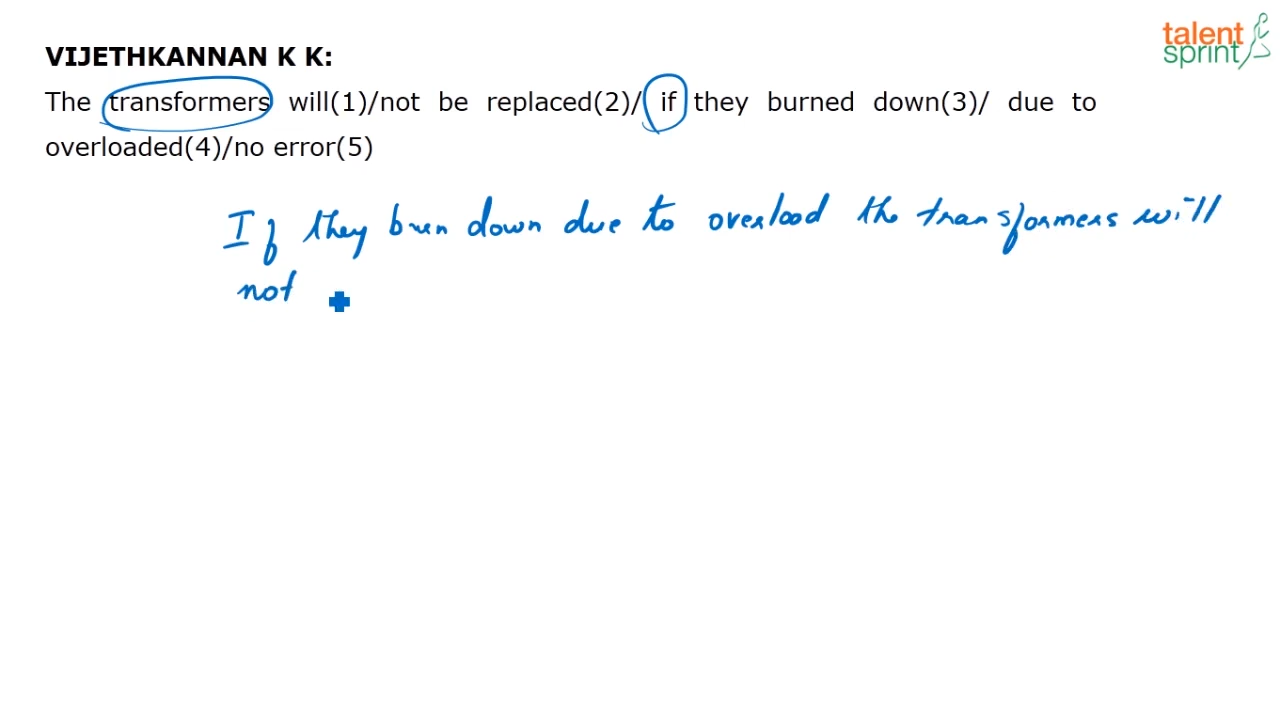 talent
sprint
VIJETHKANNAN K K:
The transformers will(1)/not be replaced(2)/ if they burned down(3)/ due to
overloaded(4)/no error(5)
If they burn down due to overload the transformers will
not